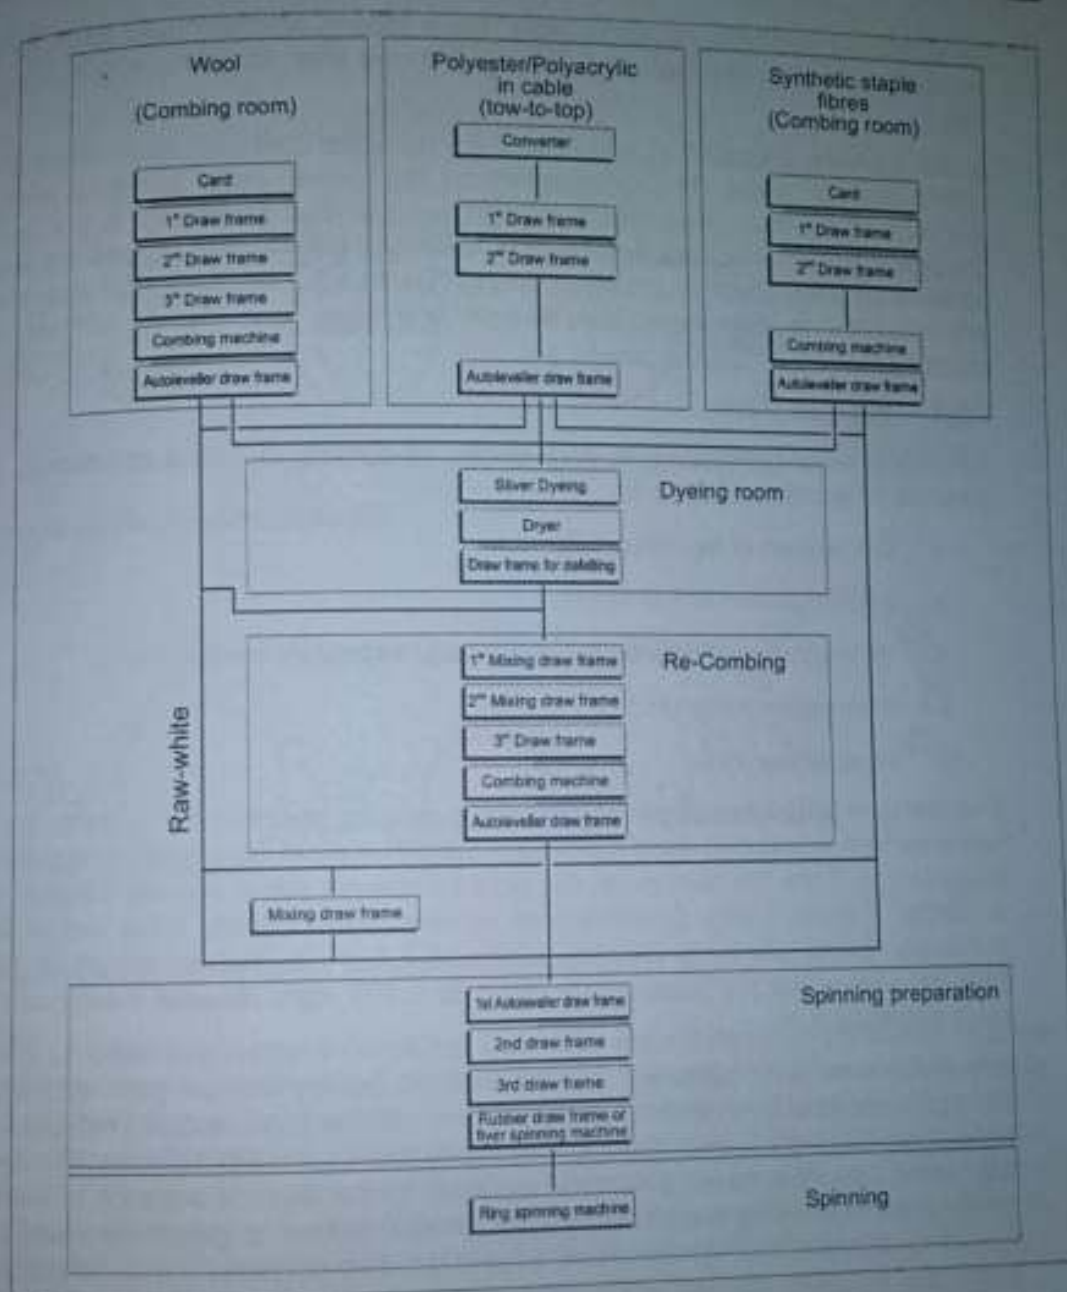 Wool
(Combing room)
Card
1st Draw frame
2nd Draw frame
3rd Draw frame
Combing machine
Autoleveller draw frame
Polyester/Polyacrylic
in cable
(tow-to-top)
Converter
1st Draw frame
2nd Draw frame
Autoleveller draw frame
Synthetic staple
fibres
(Combing room)
Card
1st Draw frame
2nd Draw frame
Combing machine
Autoleveller draw frame
Sliver Dyeing
Dryer
Draw frame for
Dyeing room
1st Mixing draw frame
2nd Mixing draw frame
3rd Draw frame
Combing machine
Autoleveller draw frame
Re-Combing
Raw-white
Mixing draw frame
1st Autoleveller draw frame
2nd draw frame
3rd draw frame
Rubber draw frame or
flyer spinning machine
Spinning preparation
Ring spinning machine
Spinning